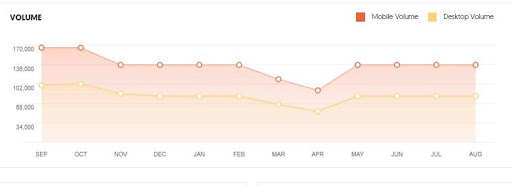 VOLUME
Mobile Volume
Desktop Volume
170,000
136,000
102,000
68,000
34,000
SEP OCT NOV DEC JAN FEB MAR APR MAY JUN JUL AUG